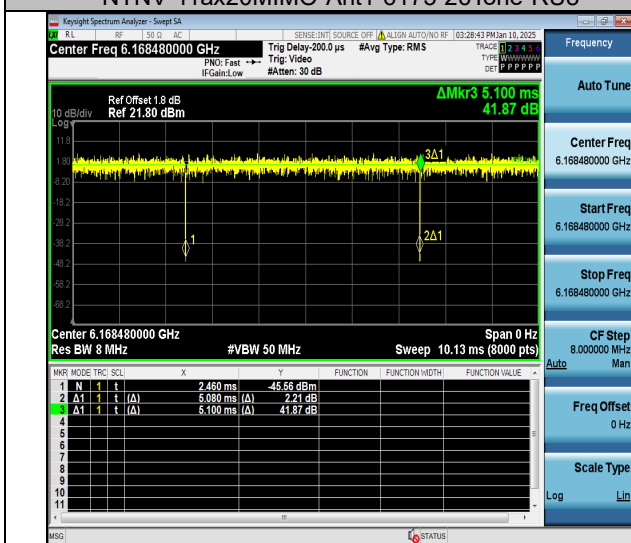 NTNV-11ax20MIMO-Ant1-6175-2618ne-RU8
Keysight Spectrum Analyzer - Swept SA
RL RF 50 Ω AC SENSE:INT SOURCE OFF ALIGN AUTO/NO RF 03:28:43 PM Jan 10, 2025
Center Freq 6.168480000 GHz
PNO: Fast
IFGain:Low
Trig Delay-200.0 µs
Trig: Video
#Atten: 30 dB
#Avg Type: RMS
TRACE 1 2 3 4 5 6
TYPE WWWWWW
DET P P P P P P
Frequency
ΔMkr3 5.100 ms
41.87 dB
Ref Offset 1.8 dB
10 dB/div Ref 21.80 dBm
Log
11.8
1.80
-8.20
-18.2
-28.2
-38.2
-48.2
-58.2
-68.2
3Δ1
1
2Δ1
Center 6.168480000 GHz Span 0 Hz
Res BW 8 MHz #VBW 50 MHz Sweep 10.13 ms (8000 pts)
MKR MODE TRC SCL X Y FUNCTION FUNCTION WIDTH FUNCTION VALUE
1 N 1 t 2.460 ms -45.56 dBm
2 Δ1 1 t (Δ) 5.080 ms (Δ) 2.21 dB
3 Δ1 1 t (Δ) 5.100 ms (Δ) 41.87 dB
4
5
6
7
8
9
10
11
MSG STATUS
Auto Tune
Center Freq
6.168480000 GHz
Start Freq
6.168480000 GHz
Stop Freq
6.168480000 GHz
CF Step
8.000000 MHz
Auto Man
Freq Offset
0 Hz
Scale Type
Log Lin